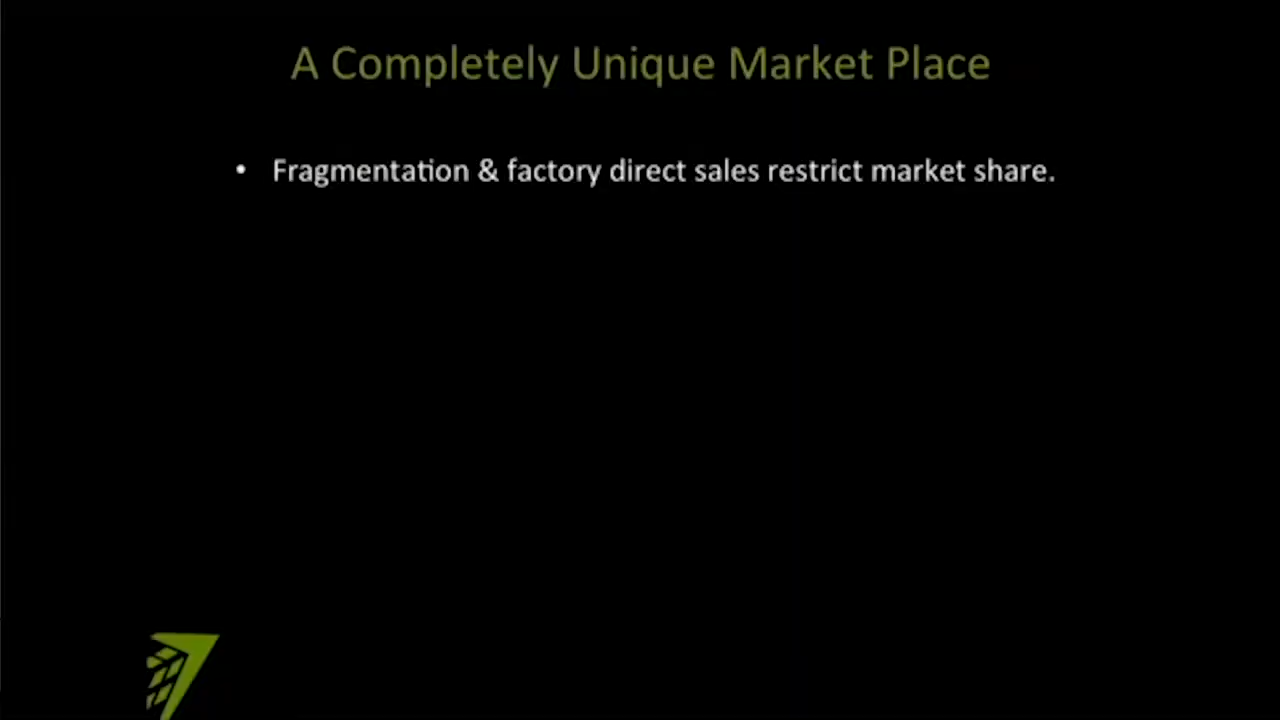 A Completely Unique Market Place
• Fragmentation & factory direct sales restrict market share.